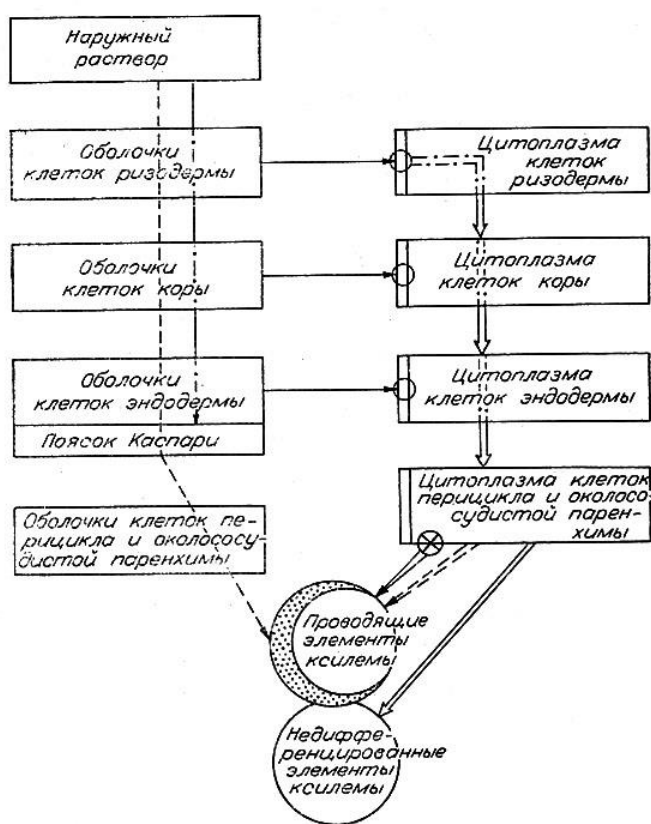 Наружный
раствор
Оболочки
клеток ризодермы
Цитоплазма
клеток
ризодермы
Оболочки
клеток коры
Цитоплазма
клеток коры
Оболочки
клеток эндодермы
Поясок Каспари
Цитоплазма
клеток эндодермы
Цитоплазма клеток
перицикла и околосо-
судистой парен-
химы
Оболочки клеток пе-
рицикла и околососу-
дистой паренхимы
Проводящие
элементы
ксилемы
Недиффе-
ренцированные
элементы
ксилемы